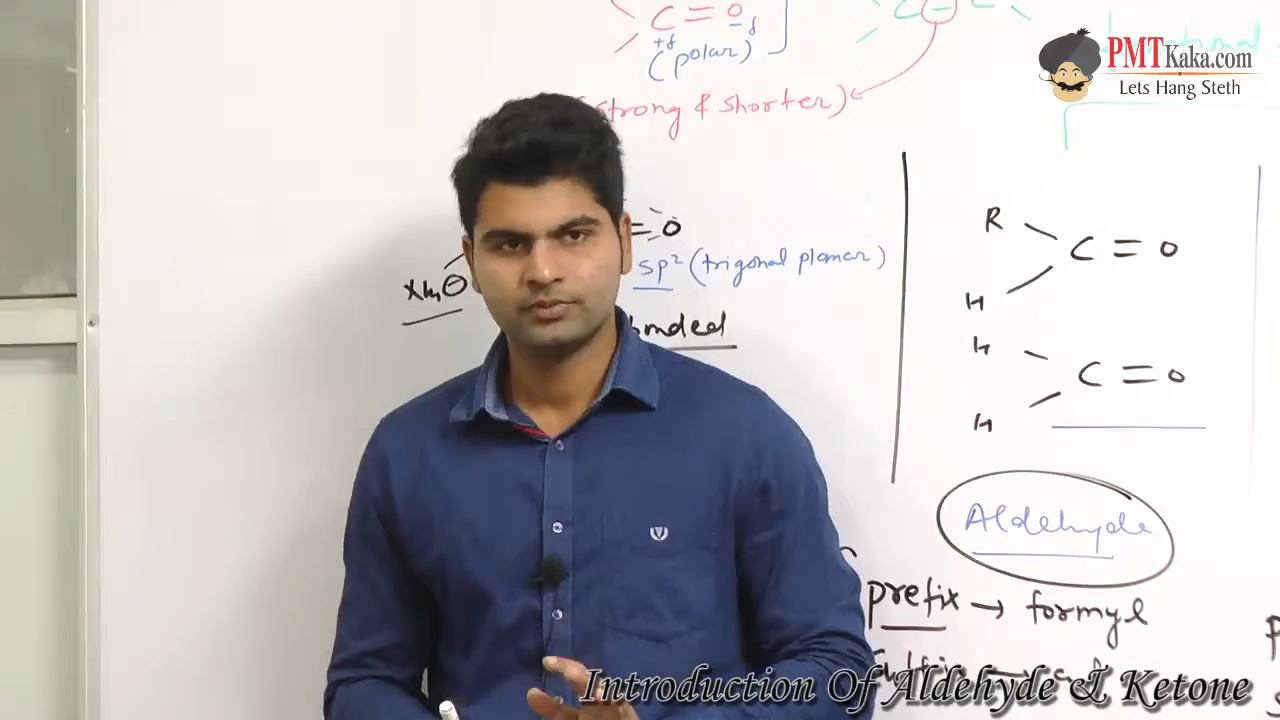 C = O
+δ -δ
(polar)
strong & shorter)
PMTKaka.com
Lets Hang Steth
= O
sp² (trigonal planar)
R
C = O
H
H
C = O
H
Aldehyde
prefix → formyl
Introduction Of Aldehyde & Ketone